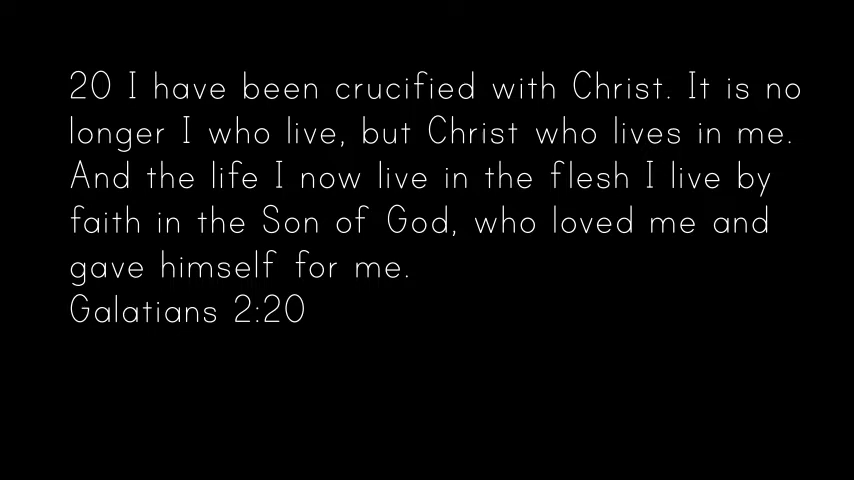 20 I have been crucified with Christ. It is no
longer I who live, but Christ who lives in me.
And the life I now live in the flesh I live by
faith in the Son of God, who loved me and
gave himself for me.
Galatians 2:20